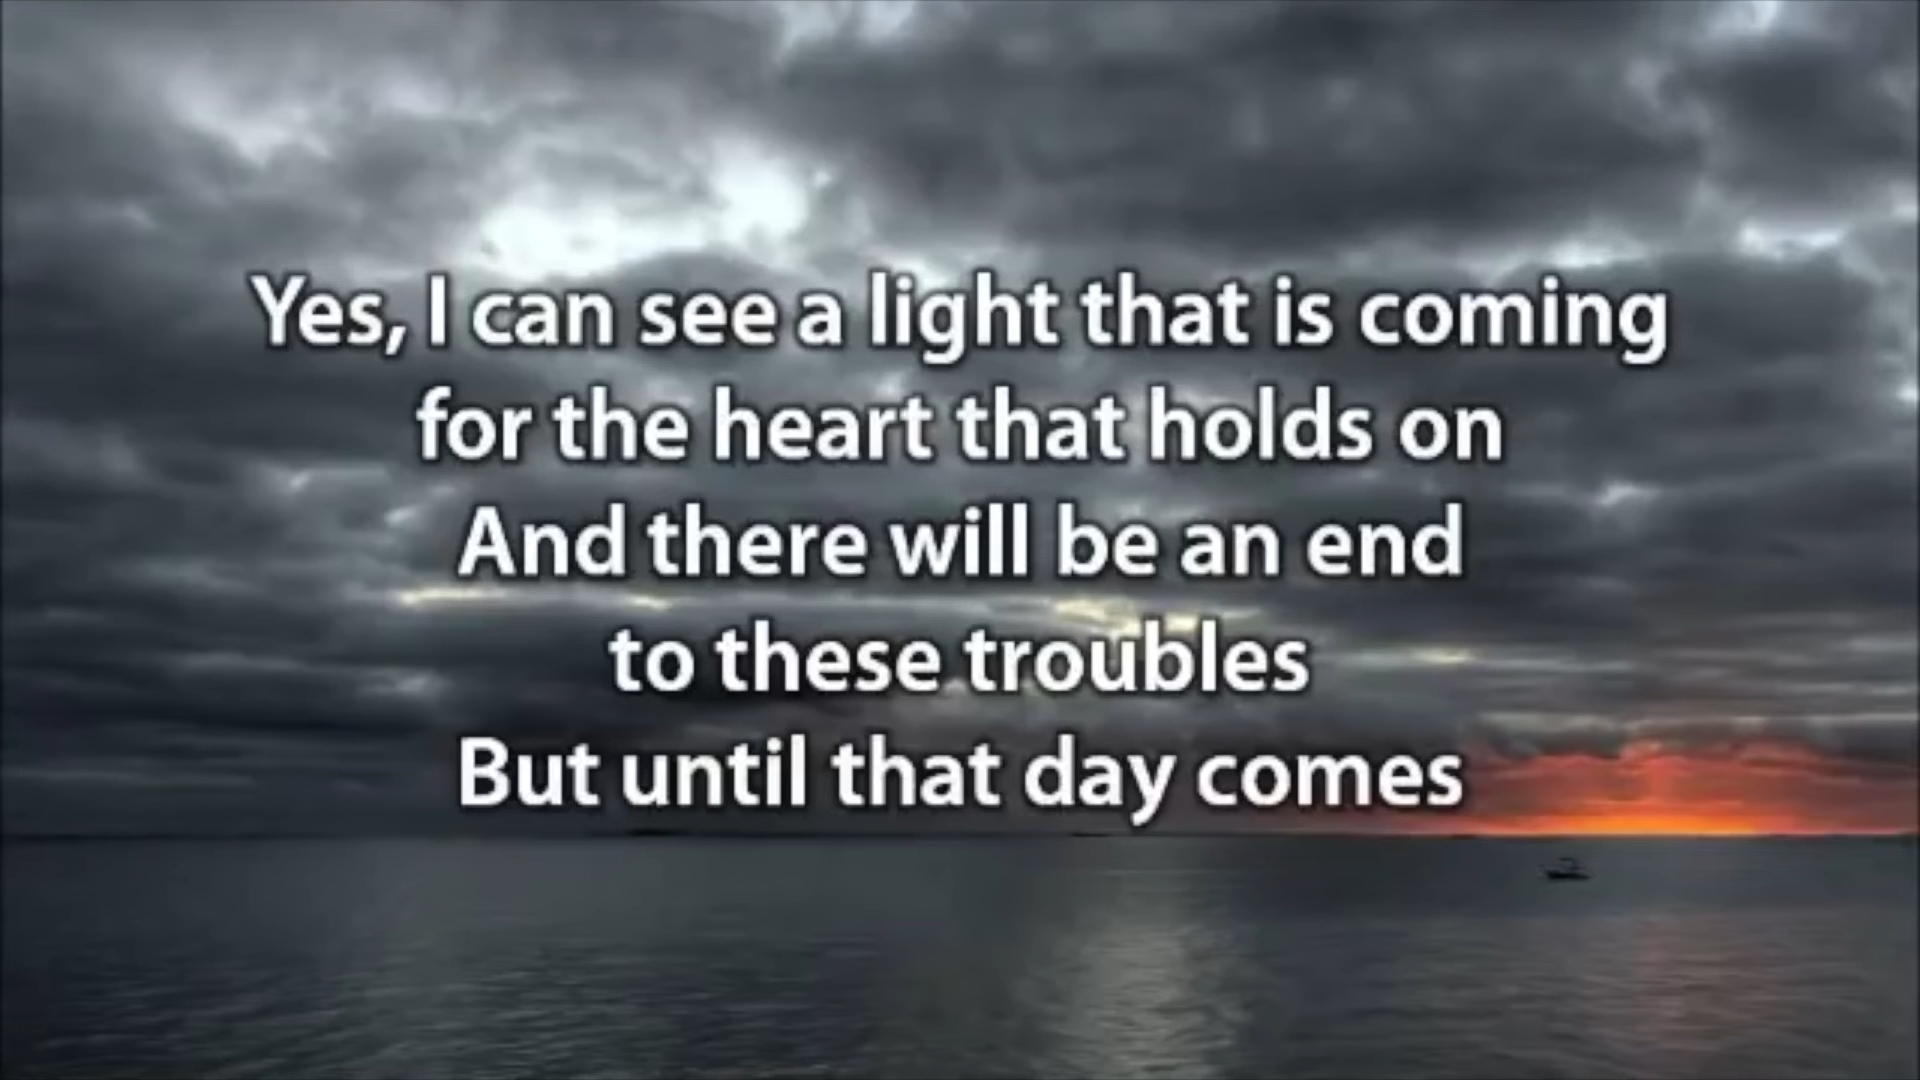 Yes, I can see a light that is coming
for the heart that holds on
And there will be an end
to these troubles
But until that day comes